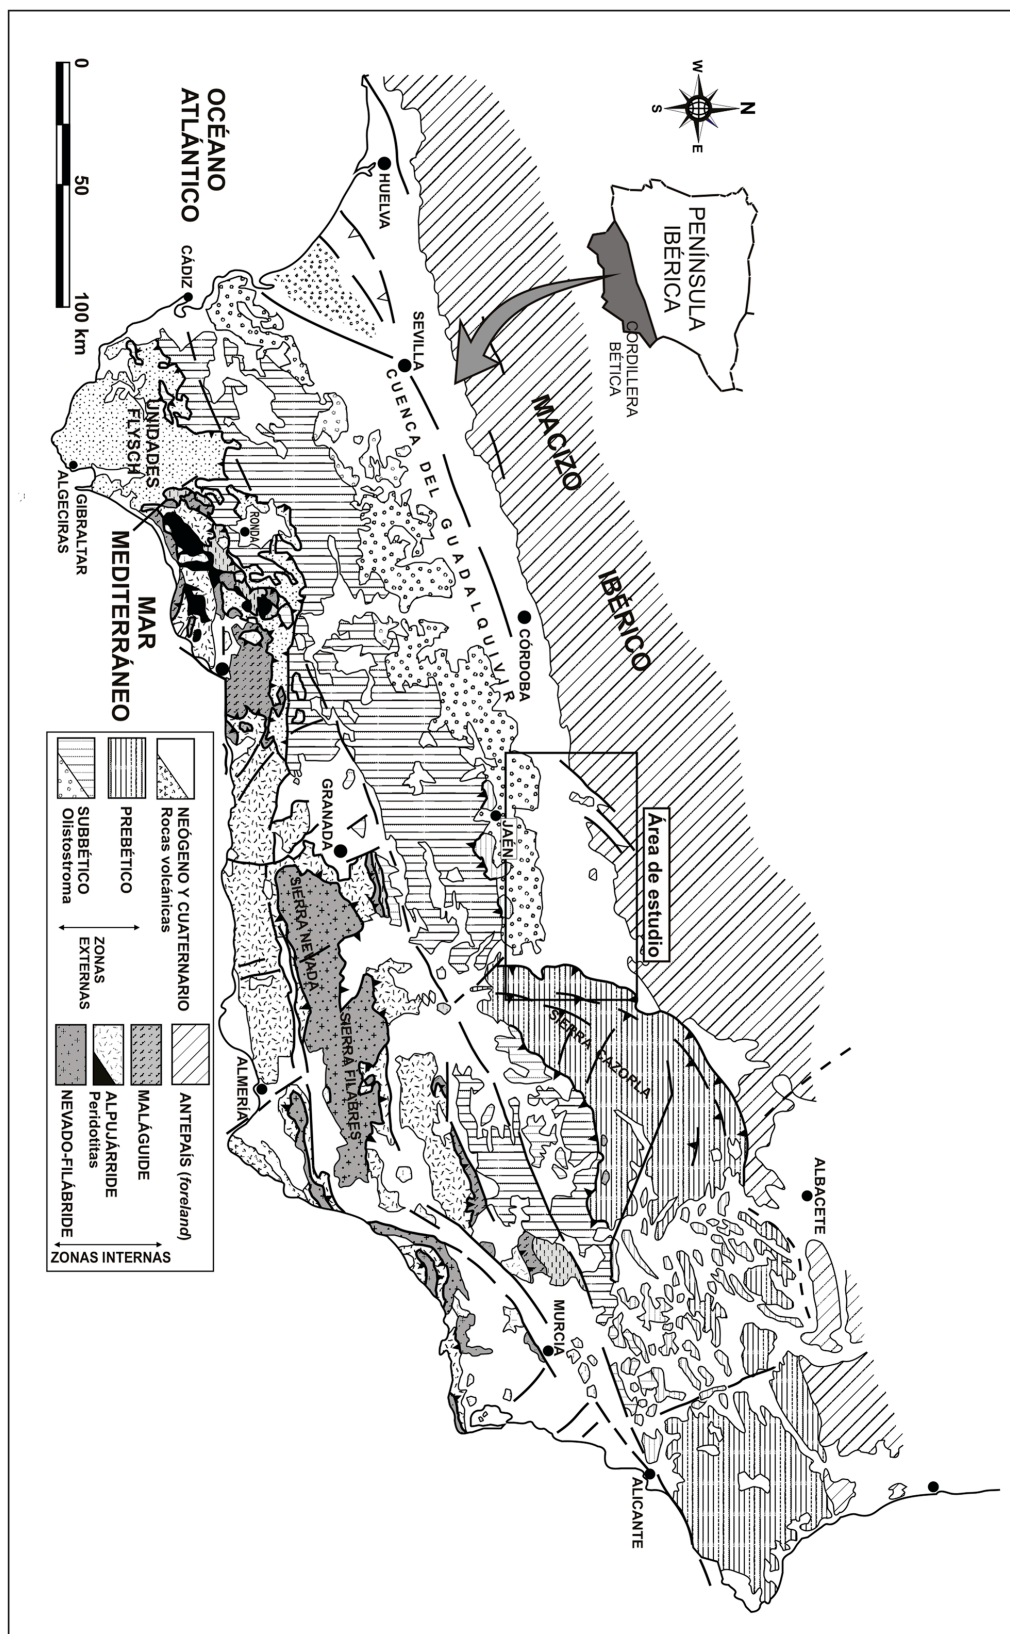 N
W
E
S
PENÍNSULA
IBÉRICA
CORDILLERA
BÉTICA
MACIZO
IBÉRICO
Área de estudio
ALBACETE
HUELVA
SEVILLA
CUENCA DEL GUADALQUIVIR
CÓRDOBA
JAÉN
SIERRA CAZORLA
MURCIA
ALICANTE
OCÉANO
ATLÁNTICO
CÁDIZ
UNIDADES
FLYSCH
RONDA
GRANADA
SIERRA NEVADA
SIERRA FILABRES
ALMERÍA
GIBRALTAR
ALGECIRAS
MAR
MEDITERRÁNEO
0
50
100 km
NEÓGENO Y CUATERNARIO
Rocas volcánicas
PREBÉTICO
SUBBÉTICO
Olistostroma
ZONAS
EXTERNAS
ANTEPAÍS (foreland)
MALÁGUIDE
ALPUJÁRRIDE
Peridotitas
NEVADO-FILÁBRIDE
ZONAS INTERNAS